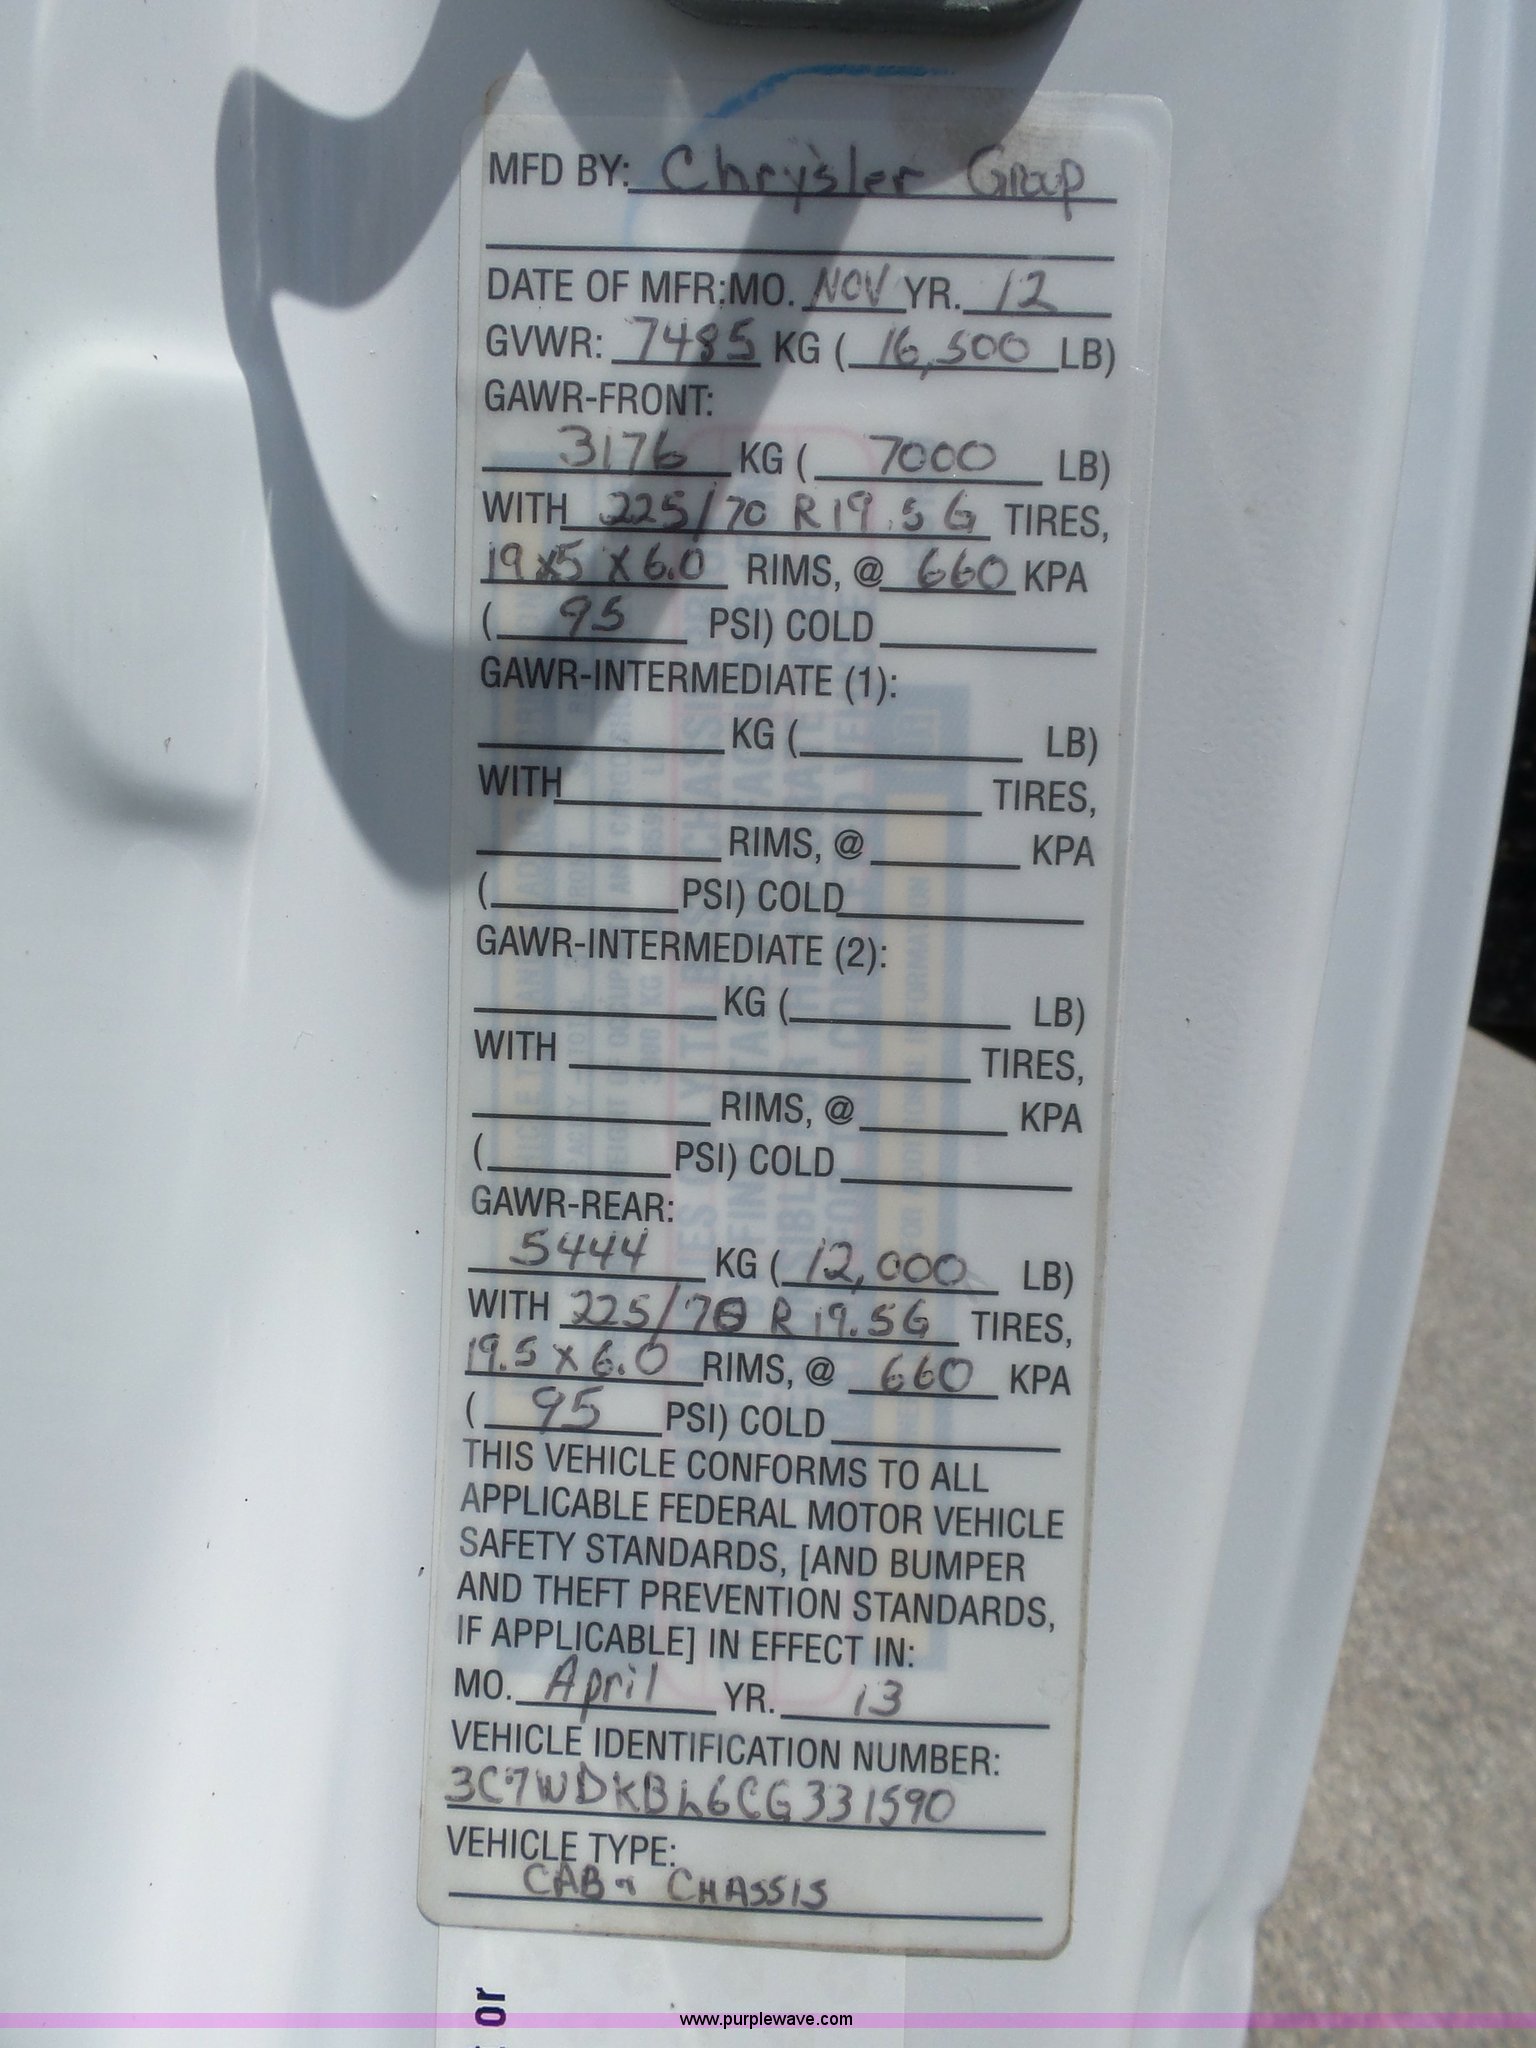 MFD BY: Chrysler Group
DATE OF MFR:MO. NOV YR. 12
GVWR: 7485 KG ( 16,500 LB)
GAWR-FRONT:
3176 KG ( 7000 LB)
WITH 225/70 R19.5G TIRES,
19x5 x 6.0 RIMS, @ 660 KPA
( 95 PSI) COLD
GAWR-INTERMEDIATE (1):
KG ( LB)
WITH TIRES,
RIMS, @ KPA
( PSI) COLD
GAWR-INTERMEDIATE (2):
KG ( LB)
WITH TIRES,
RIMS, @ KPA
( PSI) COLD
GAWR-REAR:
5444 KG ( 12,000 LB)
WITH 225/70 R 19.5G TIRES,
19.5 x 6.0 RIMS, @ 660 KPA
( 95 PSI) COLD
THIS VEHICLE CONFORMS TO ALL
APPLICABLE FEDERAL MOTOR VEHICLE
SAFETY STANDARDS, [AND BUMPER
AND THEFT PREVENTION STANDARDS,
IF APPLICABLE] IN EFFECT IN:
MO. April YR. 13
VEHICLE IDENTIFICATION NUMBER:
3C7WDKBL6CG331590
VEHICLE TYPE:
CAB & CHASSIS
or
www.purplewave.com